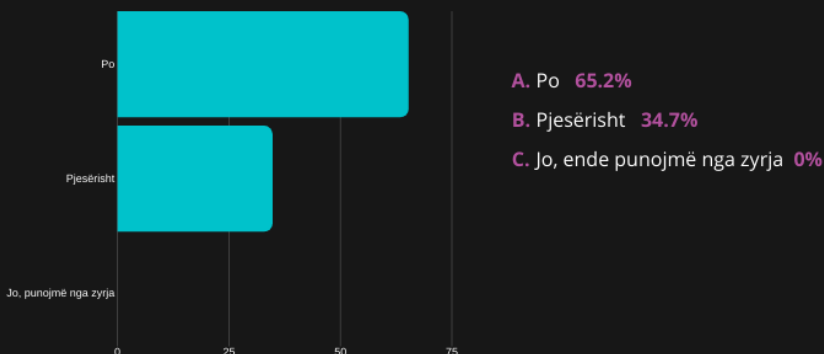 Po
Pjesërisht
Jo, punojmë nga zyrja
0 25 50 75
A. Po 65.2%
B. Pjesërisht 34.7%
C. Jo, ende punojmë nga zyrja 0%